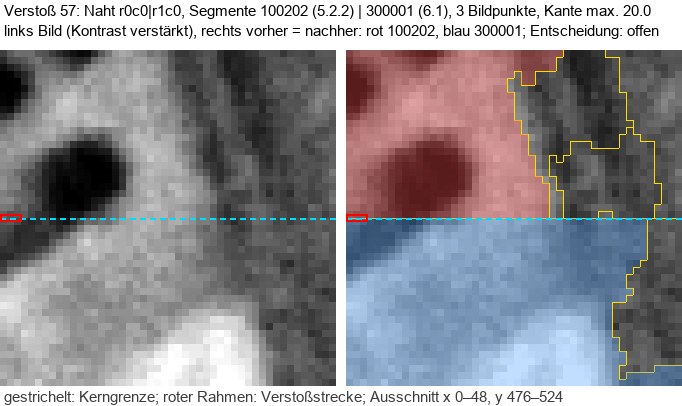 Verstoß 57: Naht r0c0|r1c0, Segmente 100202 (5.2.2) | 300001 (6.1), 3 Bildpunkte, Kante max. 20.0
links Bild (Kontrast verstärkt), rechts vorher = nachher: rot 100202, blau 300001; Entscheidung: offen
gestrichelt: Kerngrenze; roter Rahmen: Verstoßstrecke; Ausschnitt x 0–48, y 476–524